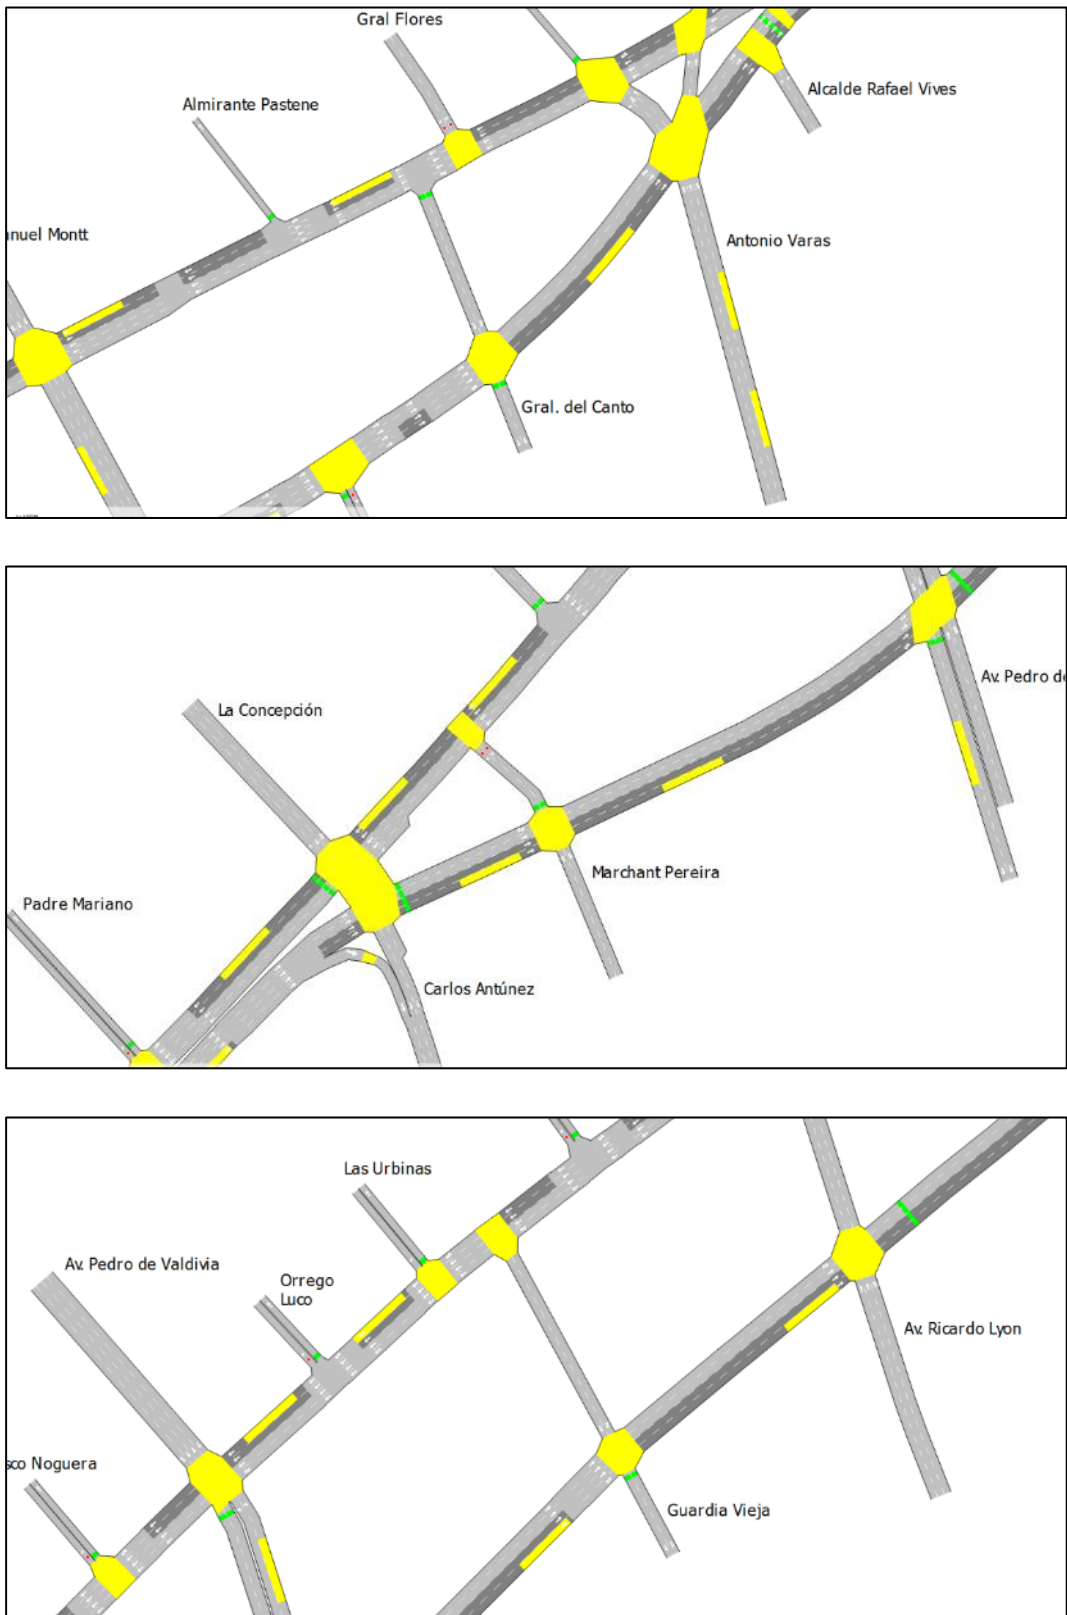 Gral Flores
Alcalde Rafael Vives
Almirante Pastene
anuel Montt
Antonio Varas
Gral. del Canto
La Concepción
Av. Pedro de
Marchant Pereira
Padre Mariano
Carlos Antúnez
Las Urbinas
Av. Pedro de Valdivia
Orrego
Luco
Av. Ricardo Lyon
sco Noguera
Guardia Vieja